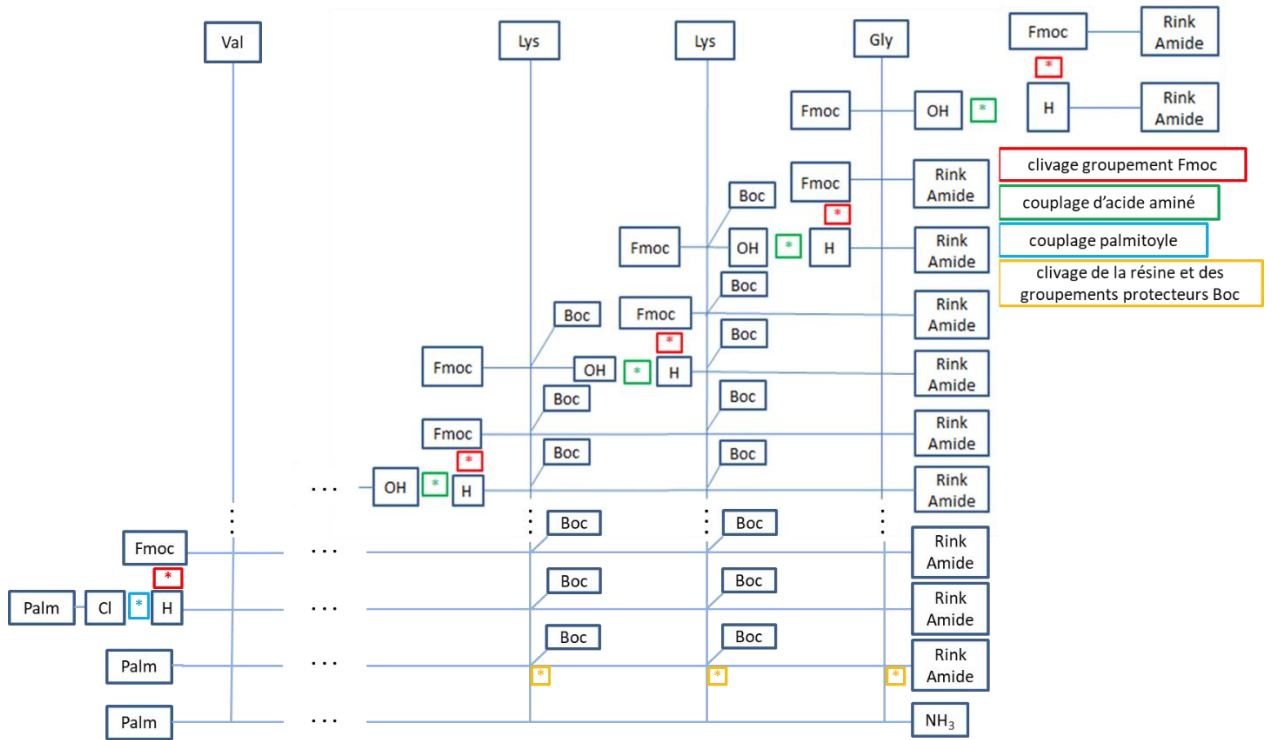 Val
Lys
Lys
Gly
Fmoc
Rink
Amide
*
H
Rink
Amide
Fmoc
OH
*
clivage groupement Fmoc
Fmoc
Rink
Amide
Boc
*
couplage d'acide aminé
Fmoc
OH
*
H
Rink
Amide
couplage palmitoyle
Boc
clivage de la résine et des
groupements protecteurs Boc
Boc
Fmoc
Rink
Amide
*
Boc
Fmoc
OH
*
H
Rink
Amide
Boc
Boc
Fmoc
Rink
Amide
*
Boc
Boc
...
OH
*
H
Rink
Amide
Boc
Boc
Fmoc
...
Rink
Amide
*
Boc
Boc
Palm
Cl
*
H
...
Rink
Amide
Boc
Boc
Palm
...
Rink
Amide
*
*
*
Palm
...
NH₃